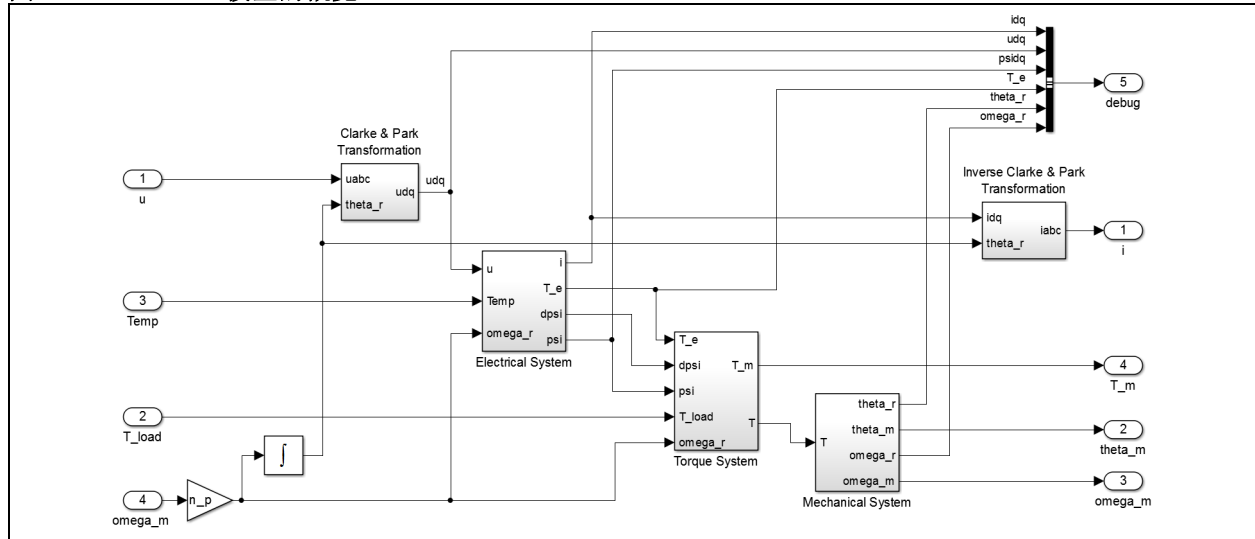 idq
udq
psidq
T_e
theta_r
omega_r
5
debug
Clarke & Park
Transformation
uabc
theta_r
udq
udq
1
u
Inverse Clarke & Park
Transformation
idq
theta_r
iabc
1
i
u
Temp
omega_r
i
T_e
dpsi
psi
Electrical System
3
Temp
T_e
dpsi
psi
T_load
omega_r
T_m
T
Torque System
4
T_m
2
T_load
T
theta_r
theta_m
omega_r
omega_m
Mechanical System
2
theta_m
3
omega_m
∫
4
omega_m
n_p